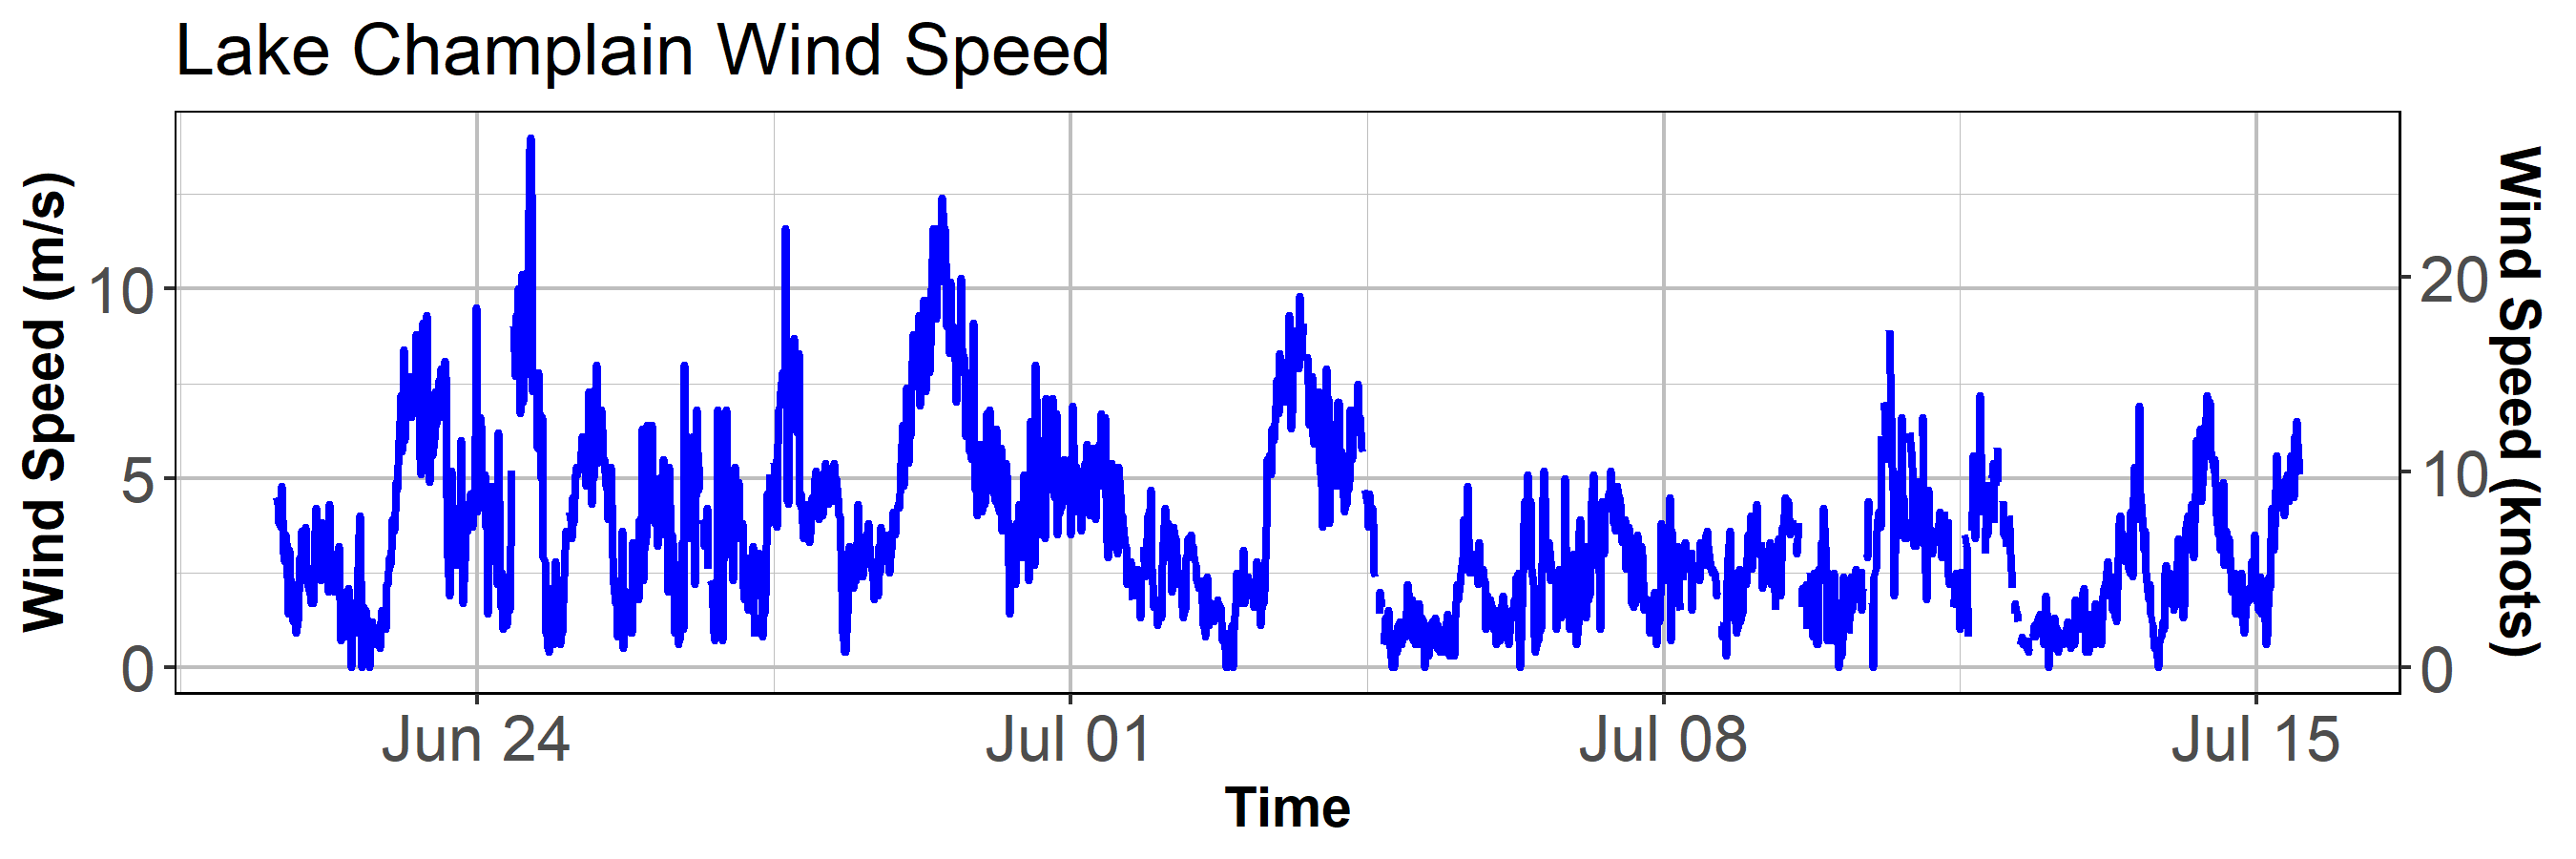 Lake Champlain Wind Speed
Wind Speed (m/s)
10
5
0
20
10
0
Wind Speed (knots)
Jun 24
Jul 01
Jul 08
Jul 15
Time